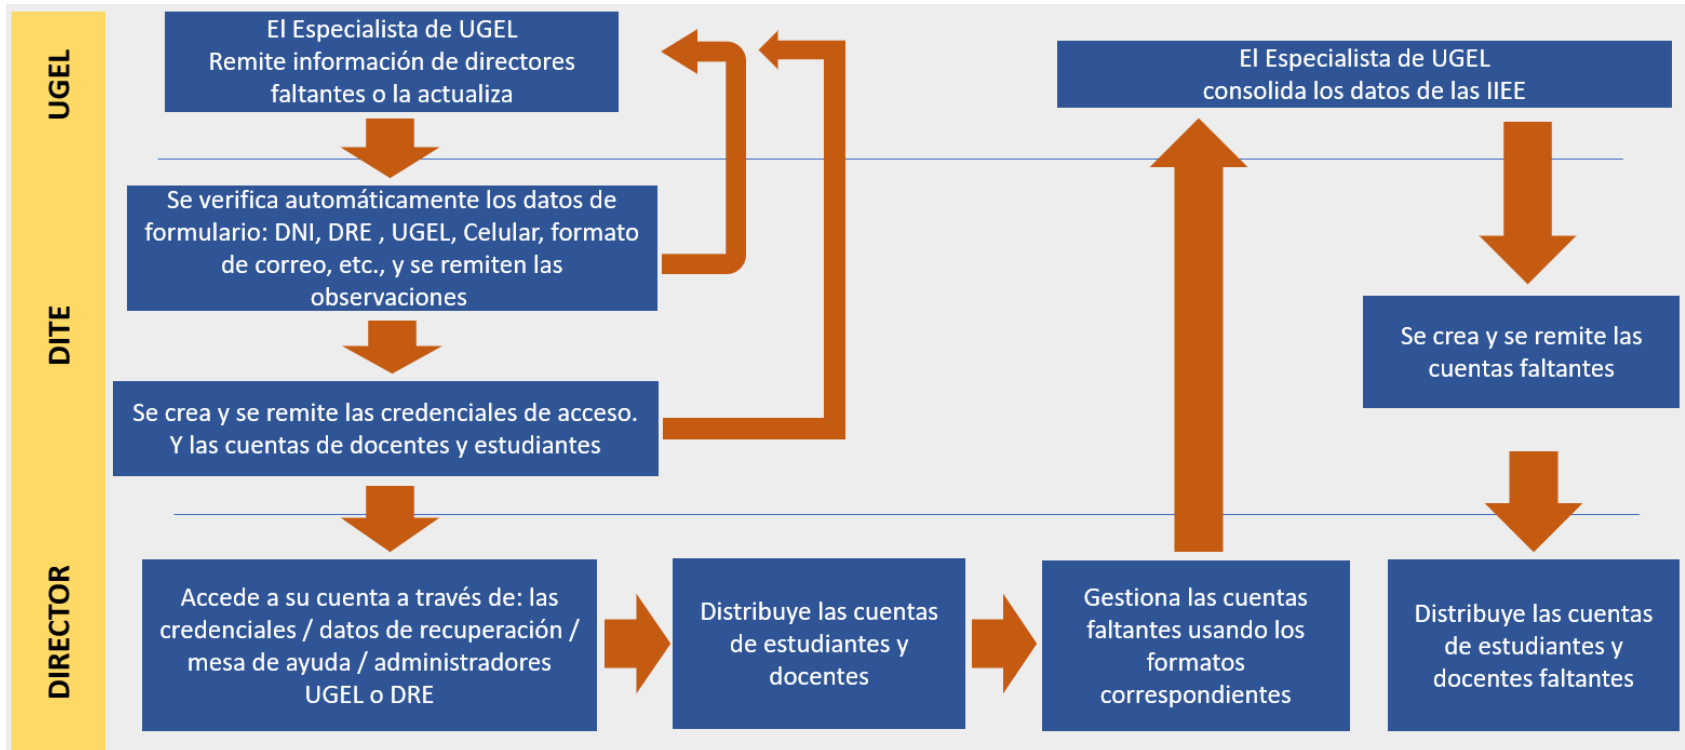 UGEL
El Especialista de UGEL
Remite información de directores
faltantes o la actualiza
El Especialista de UGEL
consolida los datos de las IIEE
DITE
Se verifica automáticamente los datos de
formulario: DNI, DRE , UGEL, Celular, formato
de correo, etc., y se remiten las
observaciones
Se crea y se remite las credenciales de acceso.
Y las cuentas de docentes y estudiantes
Se crea y se remite las
cuentas faltantes
DIRECTOR
Accede a su cuenta a través de: las
credenciales / datos de recuperación /
mesa de ayuda / administradores
UGEL o DRE
Distribuye las cuentas
de estudiantes y
docentes
Gestiona las cuentas
faltantes usando los
formatos
correspondientes
Distribuye las cuentas
de estudiantes y
docentes faltantes